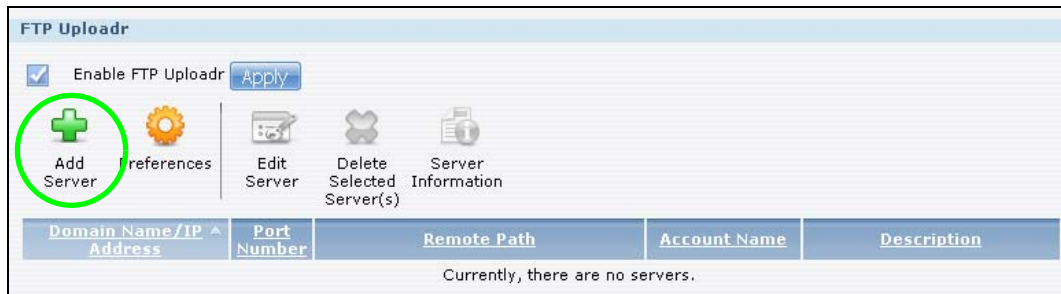 FTP Uploadr
Enable FTP Uploadr Apply
Add Server
Preferences
Edit Server
Delete Selected Server(s)
Server Information
Domain Name/IP Address
Port Number
Remote Path
Account Name
Description
Currently, there are no servers.